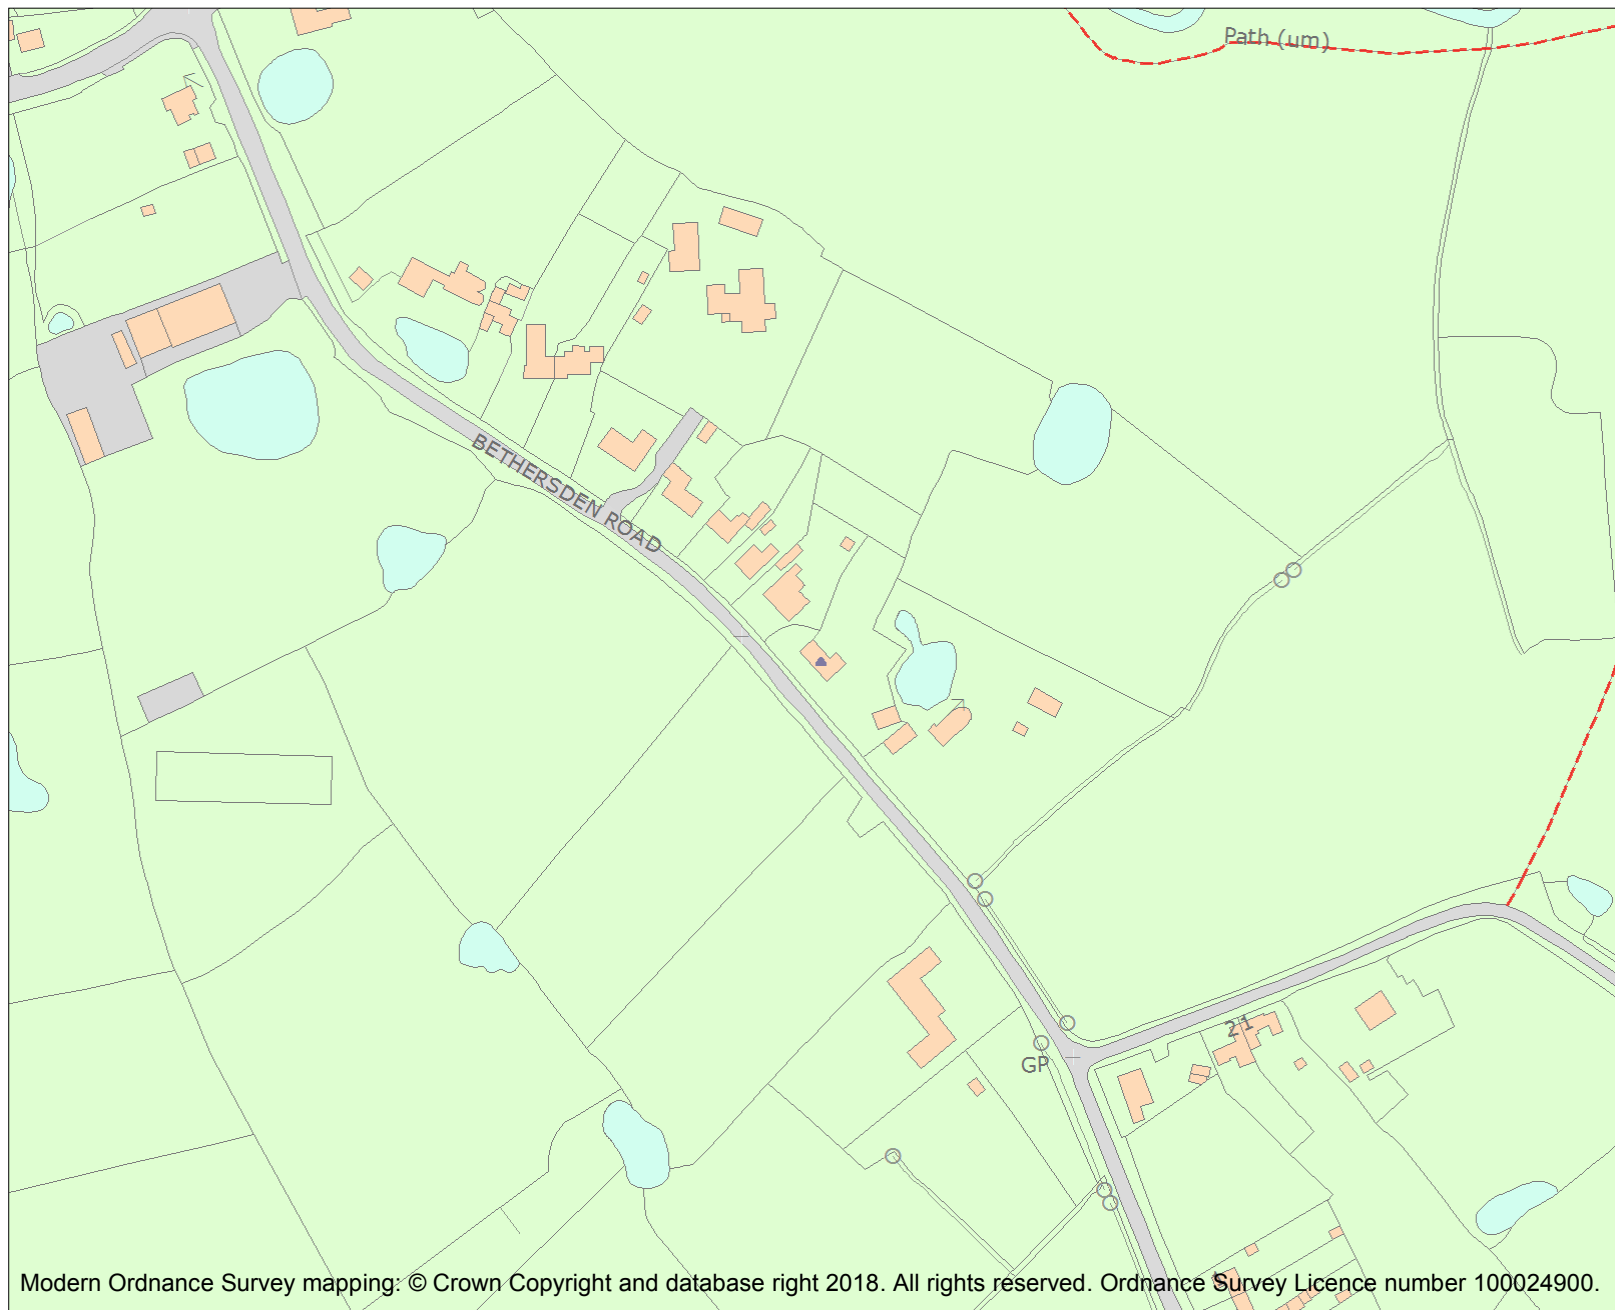 Path (um)
BETHERSDEN ROAD
21
GP
Modern Ordnance Survey mapping: © Crown Copyright and database right 2018. All rights reserved. Ordnance Survey Licence number 100024900.